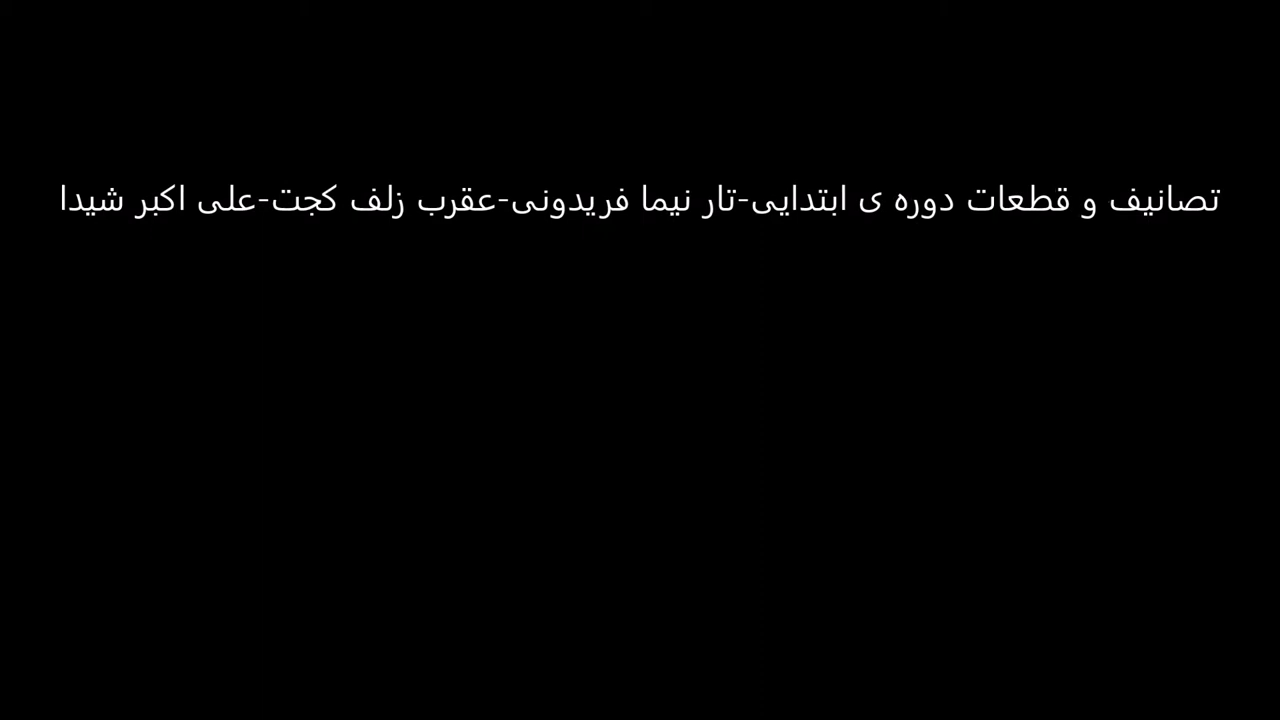 تصانیف و قطعات دوره ی ابتدایی-تار نیما فریدونی-عقرب زلف کجت-علی اکبر شیدا